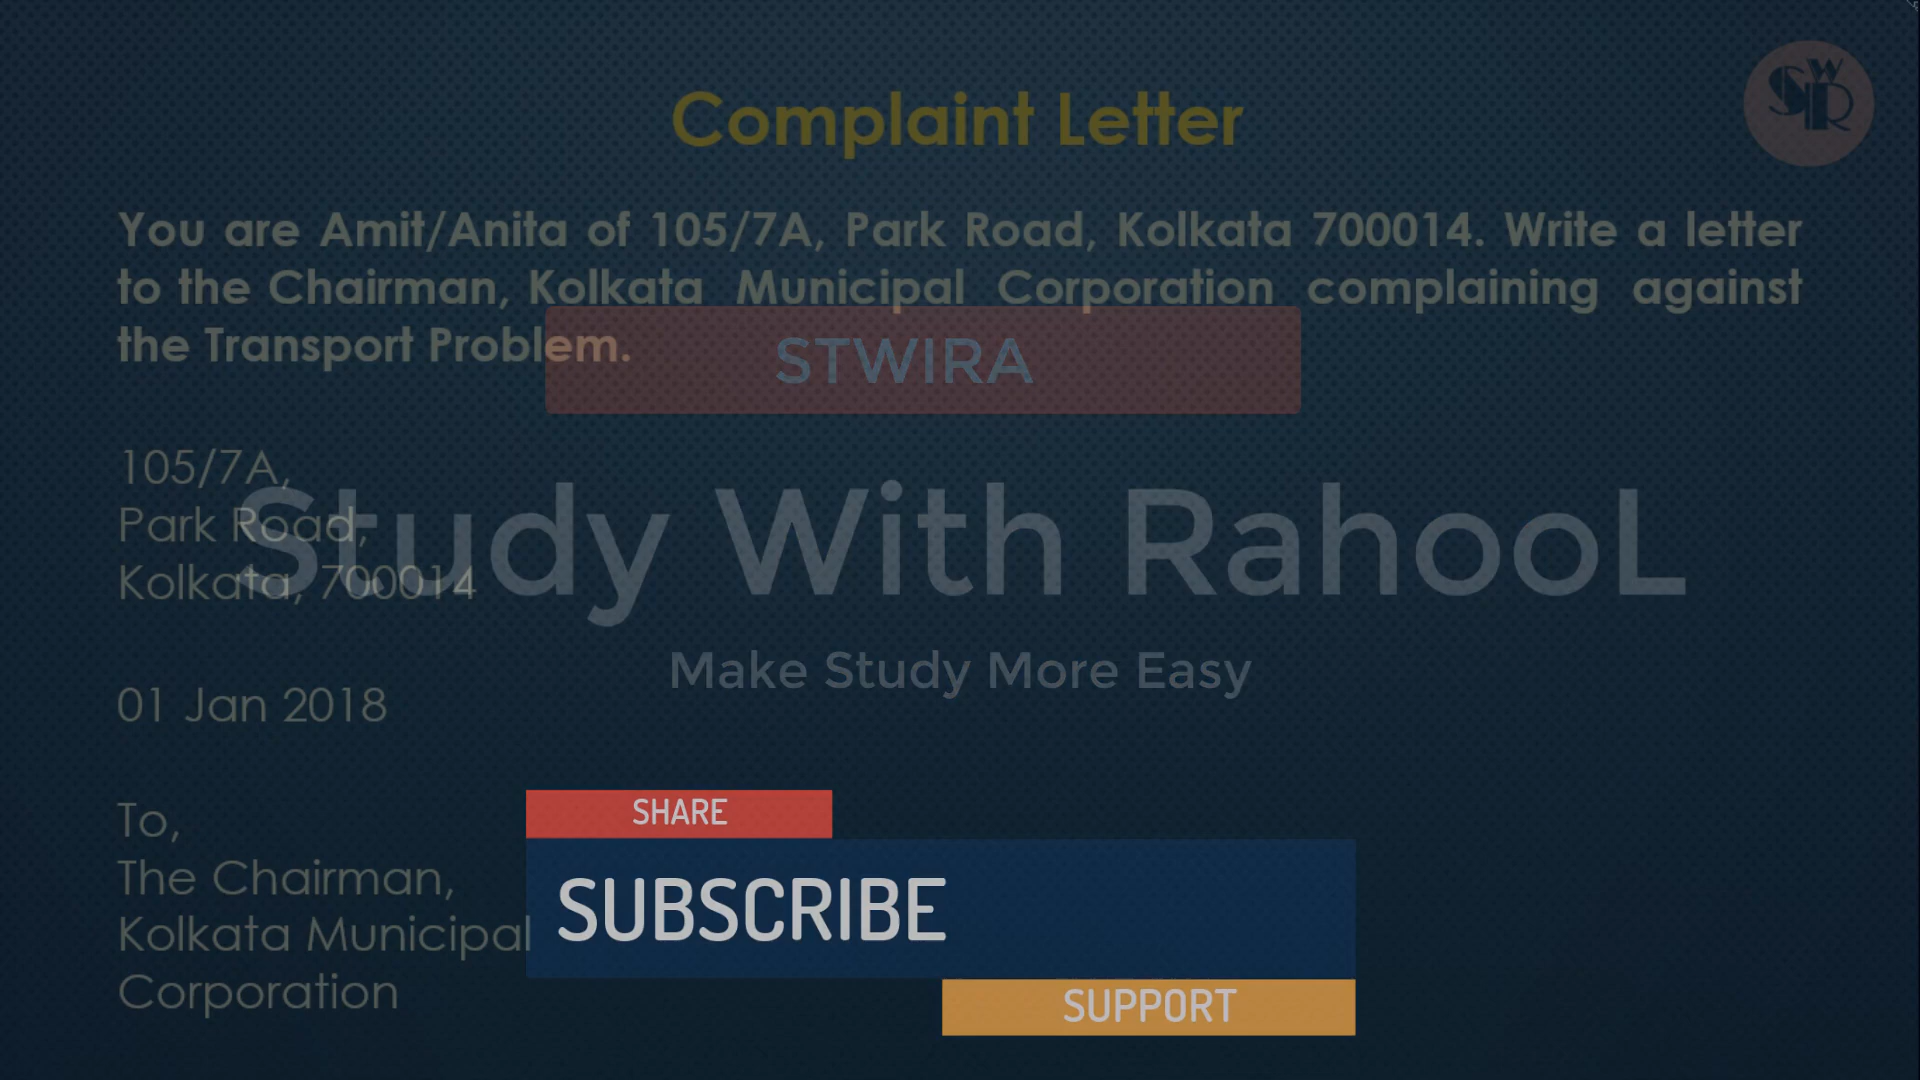 SWR
Complaint Letter
You are Amit/Anita of 105/7A, Park Road, Kolkata 700014. Write a letter
to the Chairman, Kolkata Municipal Corporation complaining against
the Transport Problem.
STWIRA
105/7A,
Park Road,
Kolkata, 700014
Study With RahooL
Make Study More Easy
01 Jan 2018
To,
The Chairman,
Kolkata Municipal
Corporation
SHARE
SUBSCRIBE
SUPPORT